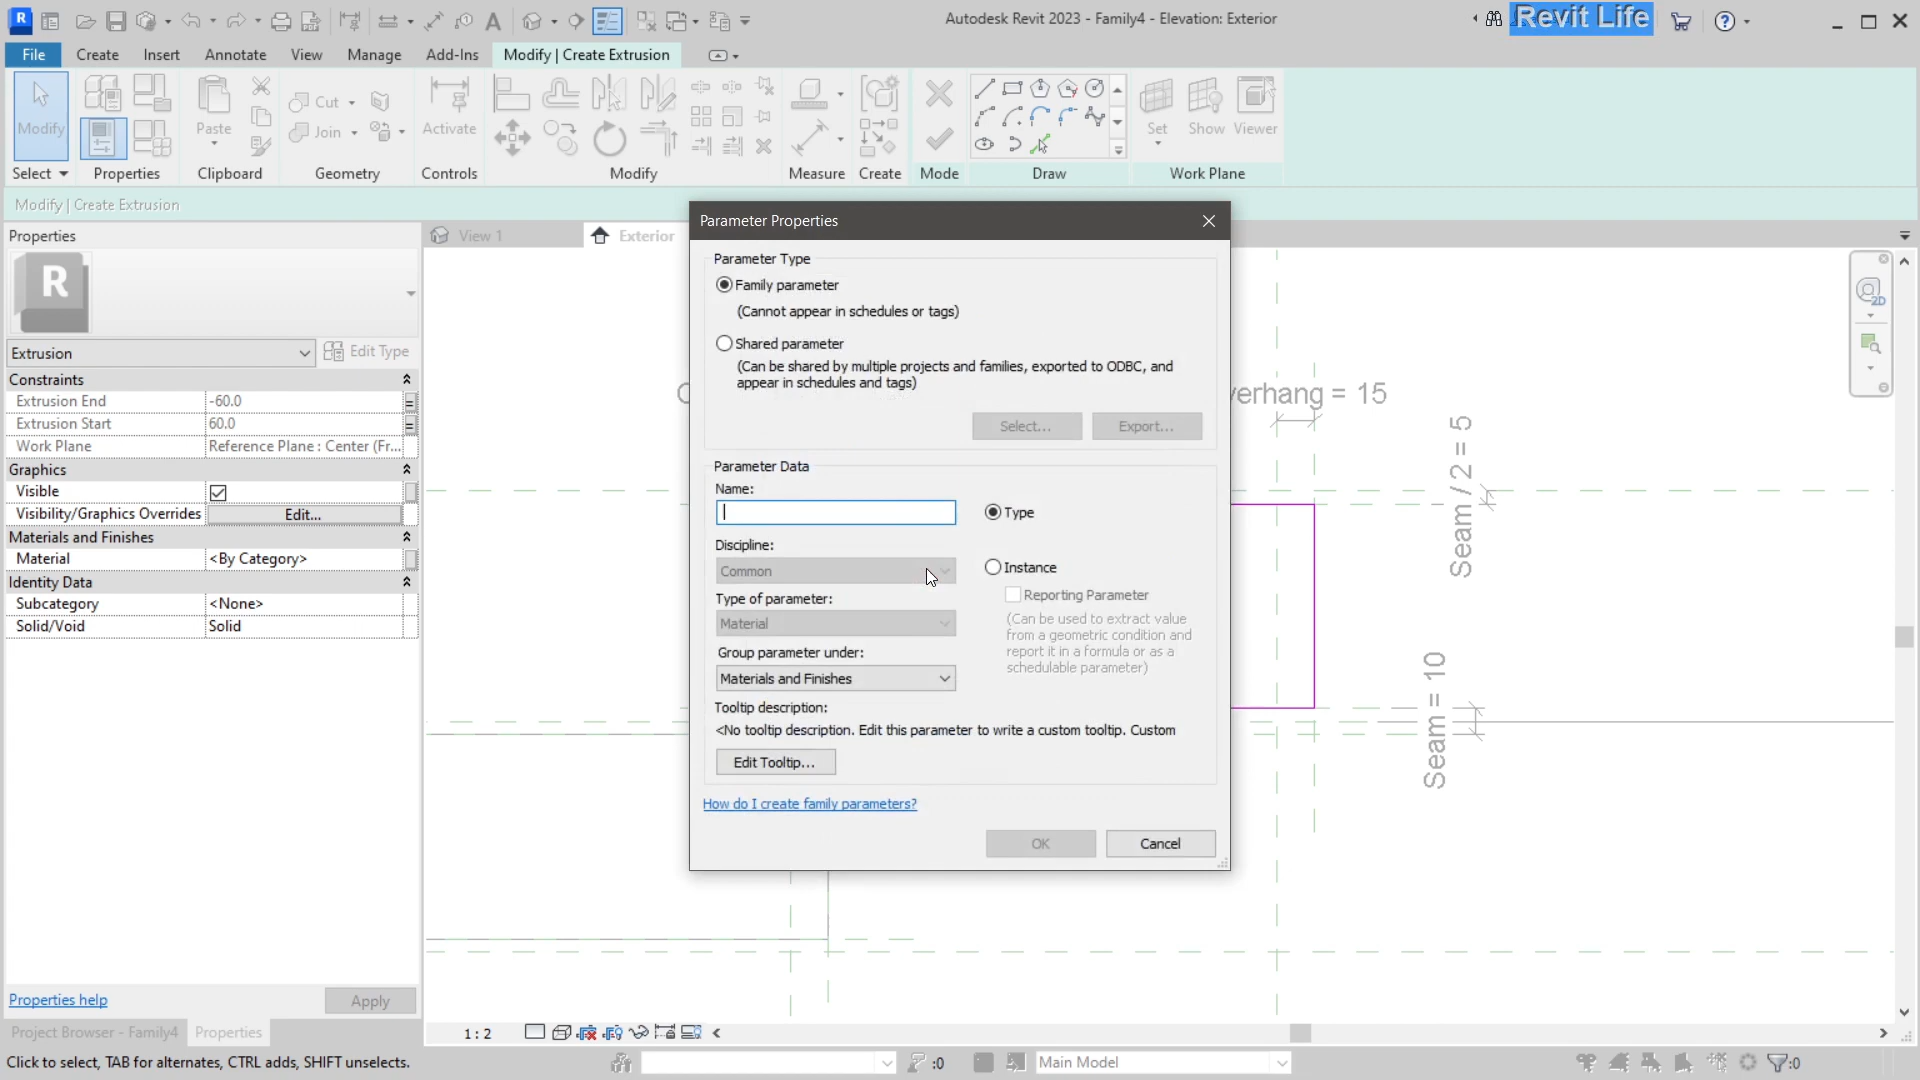 Autodesk Revit 2023 - Family4 - Elevation: Exterior
Revit Life
File Create Insert Annotate View Manage Add-Ins Modify | Create Extrusion
Modify
Paste
Cut
Join
Activate
Set Show Viewer
Select Properties Clipboard Geometry Controls Modify Measure Create Mode Draw Work Plane
Modify | Create Extrusion
Properties
View 1
Exterior
R
Extrusion
Edit Type
Constraints
Extrusion End -60.0
Extrusion Start 60.0
Work Plane Reference Plane : Center (Fr...
Graphics
Visible
Visibility/Graphics Overrides Edit...
Materials and Finishes
Material <By Category>
Identity Data
Subcategory <None>
Solid/Void Solid
Properties help
Apply
Project Browser - Family4 Properties
Parameter Properties
Parameter Type
Family parameter
(Cannot appear in schedules or tags)
Shared parameter
(Can be shared by multiple projects and families, exported to ODBC, and
appear in schedules and tags)
Select... Export...
Parameter Data
Name:
Type
Discipline:
Common
Instance
Reporting Parameter
(Can be used to extract value
from a geometric condition and
report it in a formula or as a
schedulable parameter)
Type of parameter:
Material
Group parameter under:
Materials and Finishes
Tooltip description:
<No tooltip description. Edit this parameter to write a custom tooltip. Custom
Edit Tooltip...
How do I create family parameters?
OK Cancel
verhang = 15
Seam / 2 = 5
Seam = 10
2D
1 : 2
Click to select, TAB for alternates, CTRL adds, SHIFT unselects.
:0
Main Model
:0